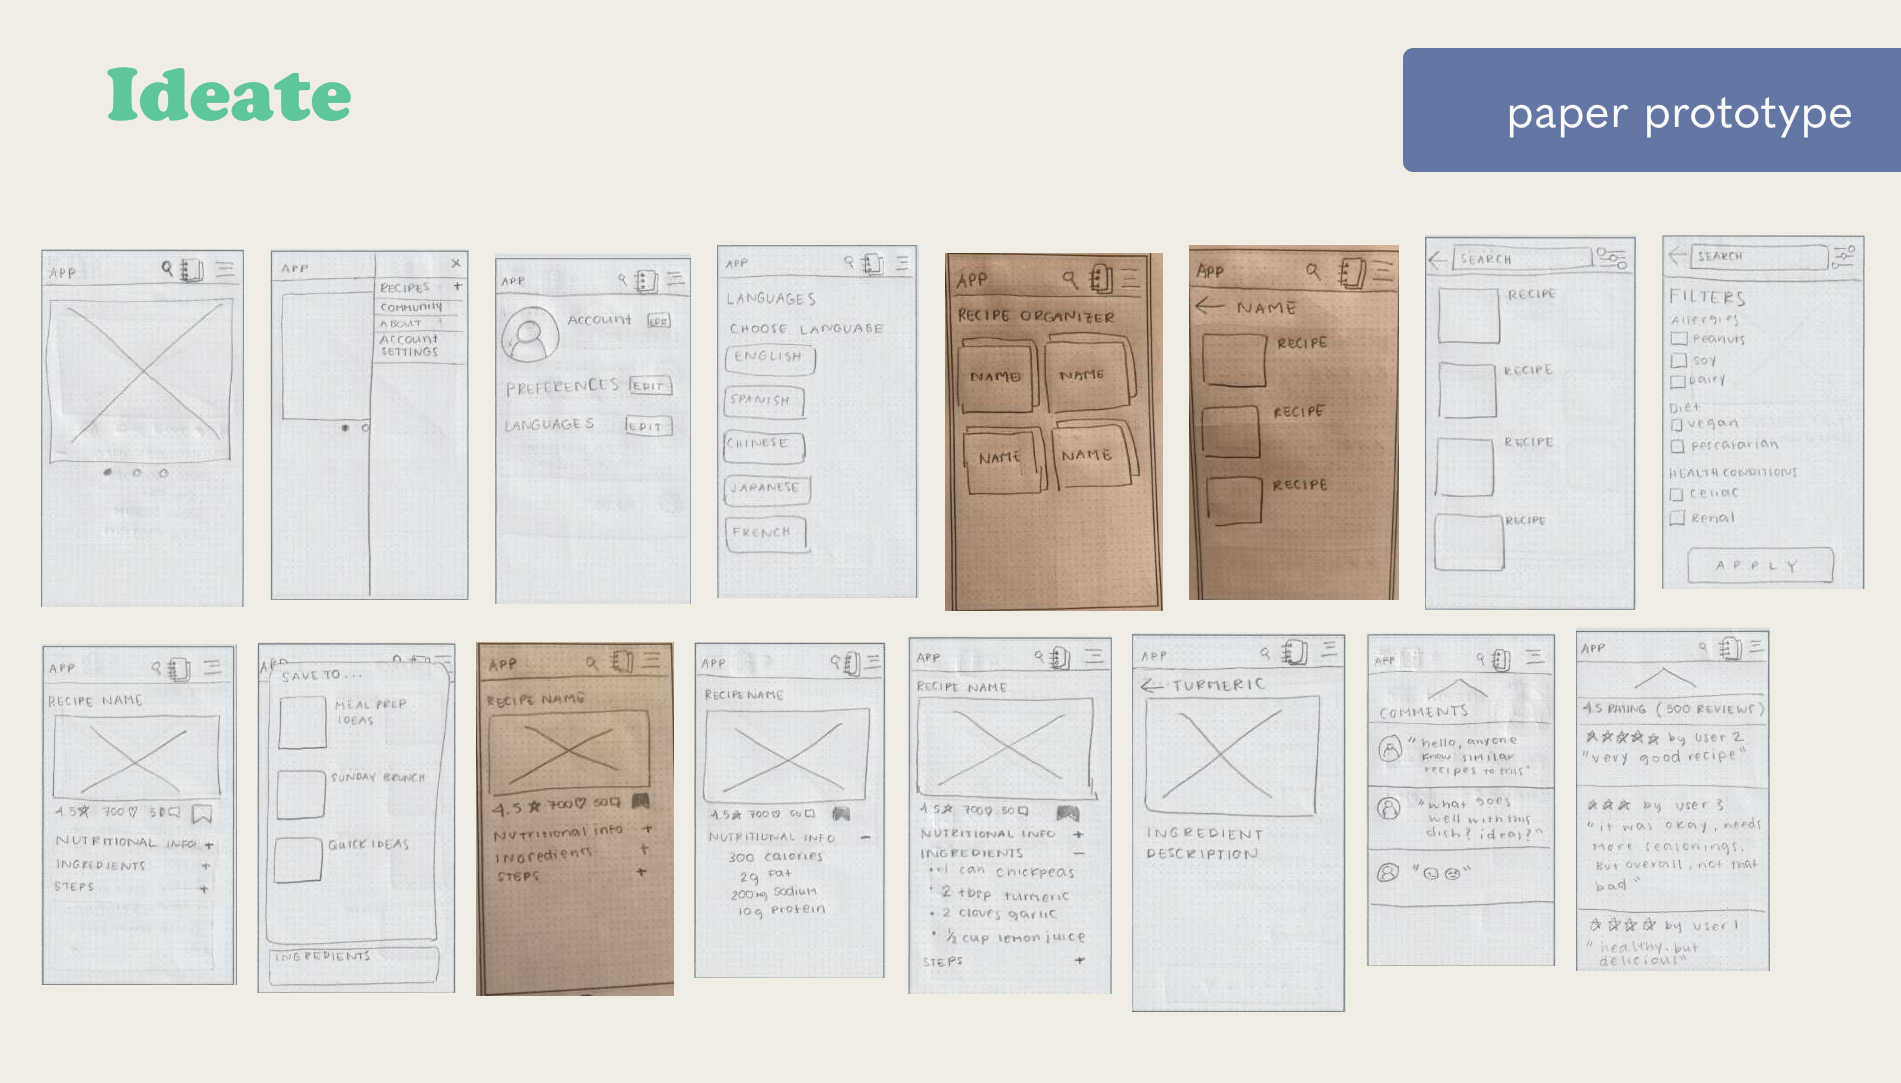 Ideate
paper prototype
APP
APP
×
RECIPES +
COMMUNITY
ABOUT
ACCOUNT
SETTINGS
APP
Account EDIT
PREFERENCES EDIT
LANGUAGES EDIT
APP
LANGUAGES
CHOOSE LANGUAGE
ENGLISH
SPANISH
CHINESE
JAPANESE
FRENCH
APP
RECIPE ORGANIZER
NAME NAME
NAME NAME
APP
← NAME
RECIPE
RECIPE
RECIPE
← SEARCH
RECIPE
RECIPE
RECIPE
RECIPE
← SEARCH
FILTERS
Allergies
Peanuts
SOY
Dairy
Diet
vegan
pescatarian
HEALTH CONDITIONS
Celiac
Renal
APPLY
APP
RECIPE NAME
4.5☆ 700♡ 50
NUTRITIONAL INFO +
INGREDIENTS +
STEPS +
APP
SAVE TO...
MEAL PREP
IDEAS
SUNDAY BRUNCH
QUICK IDEAS
INGREDIENTS
APP
RECIPE NAME
4.5 ☆ 700♡ 50
Nutritional info +
Ingredients +
STEPS +
APP
RECIPE NAME
4.5☆ 700♡ 50
NUTRITIONAL INFO -
300 calories
2g Fat
200mg Sodium
10g Protein
APP
RECIPE NAME
4.5☆ 700♡ 50
NUTRITIONAL INFO +
INGREDIENTS -
• 1 can chickpeas
• 2 tbsp turmeric
• 2 cloves garlic
• ½ cup lemon juice
STEPS +
APP
← TURMERIC
INGREDIENT
DESCRIPTION
APP
COMMENTS
"hello, anyone
know similar
recipes to this"
"what goes
well with this
dish? ideas?"
"☺☹"
APP
4.5 RATING (500 REVIEWS)
☆☆☆☆☆ by user 2
"very good recipe"
☆☆☆ by user 3
"it was okay, needs
more seasonings.
But overall, not that
bad"
☆☆☆☆ by user 1
"healthy but
delicious"